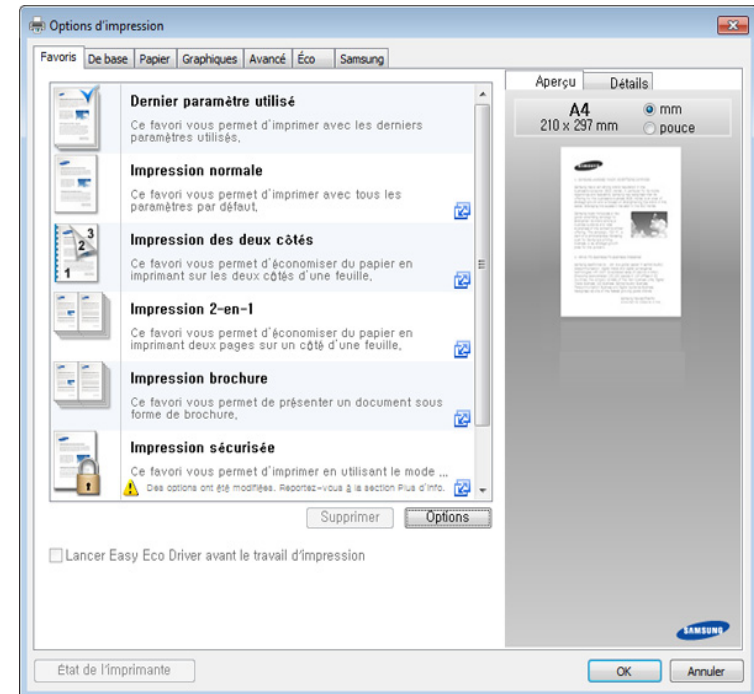 Options d'impression
Favoris De base Papier Graphiques Avancé Éco Samsung
Dernier paramètre utilisé
Ce favori vous permet d'imprimer avec les derniers
paramètres utilisés.
Impression normale
Ce favori vous permet d'imprimer avec tous les
paramètres par défaut.
3
2
1
Impression des deux côtés
Ce favori vous permet d'économiser du papier en
imprimant sur les deux côtés d'une feuille.
Impression 2-en-1
Ce favori vous permet d'économiser du papier en
imprimant deux pages sur un côté d'une feuille.
Impression brochure
Ce favori vous permet de présenter un document sous
forme de brochure.
Impression sécurisée
Ce favori vous permet d'imprimer en utilisant le mode ...
Des options ont été modifiées. Reportez-vous à la section Plus d'info.
Supprimer Options
Lancer Easy Eco Driver avant le travail d'impression
Aperçu Détails
A4
210 x 297 mm
mm
pouce
SAMSUNG
SAMSUNG
État de l'imprimante
OK Annuler